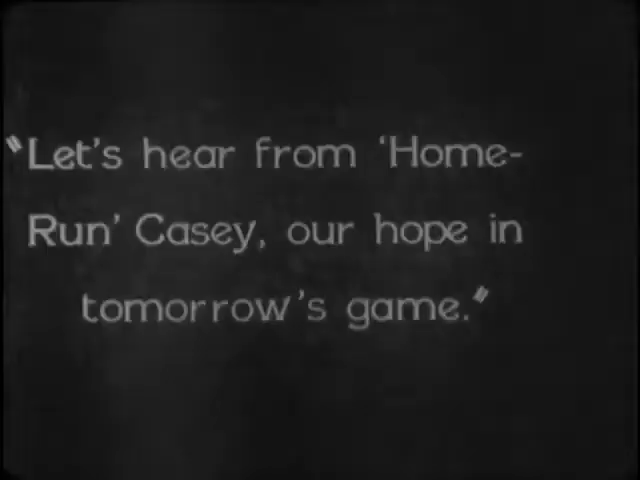 "Let's hear from 'Home-
Run' Casey, our hope in
tomorrow's game."